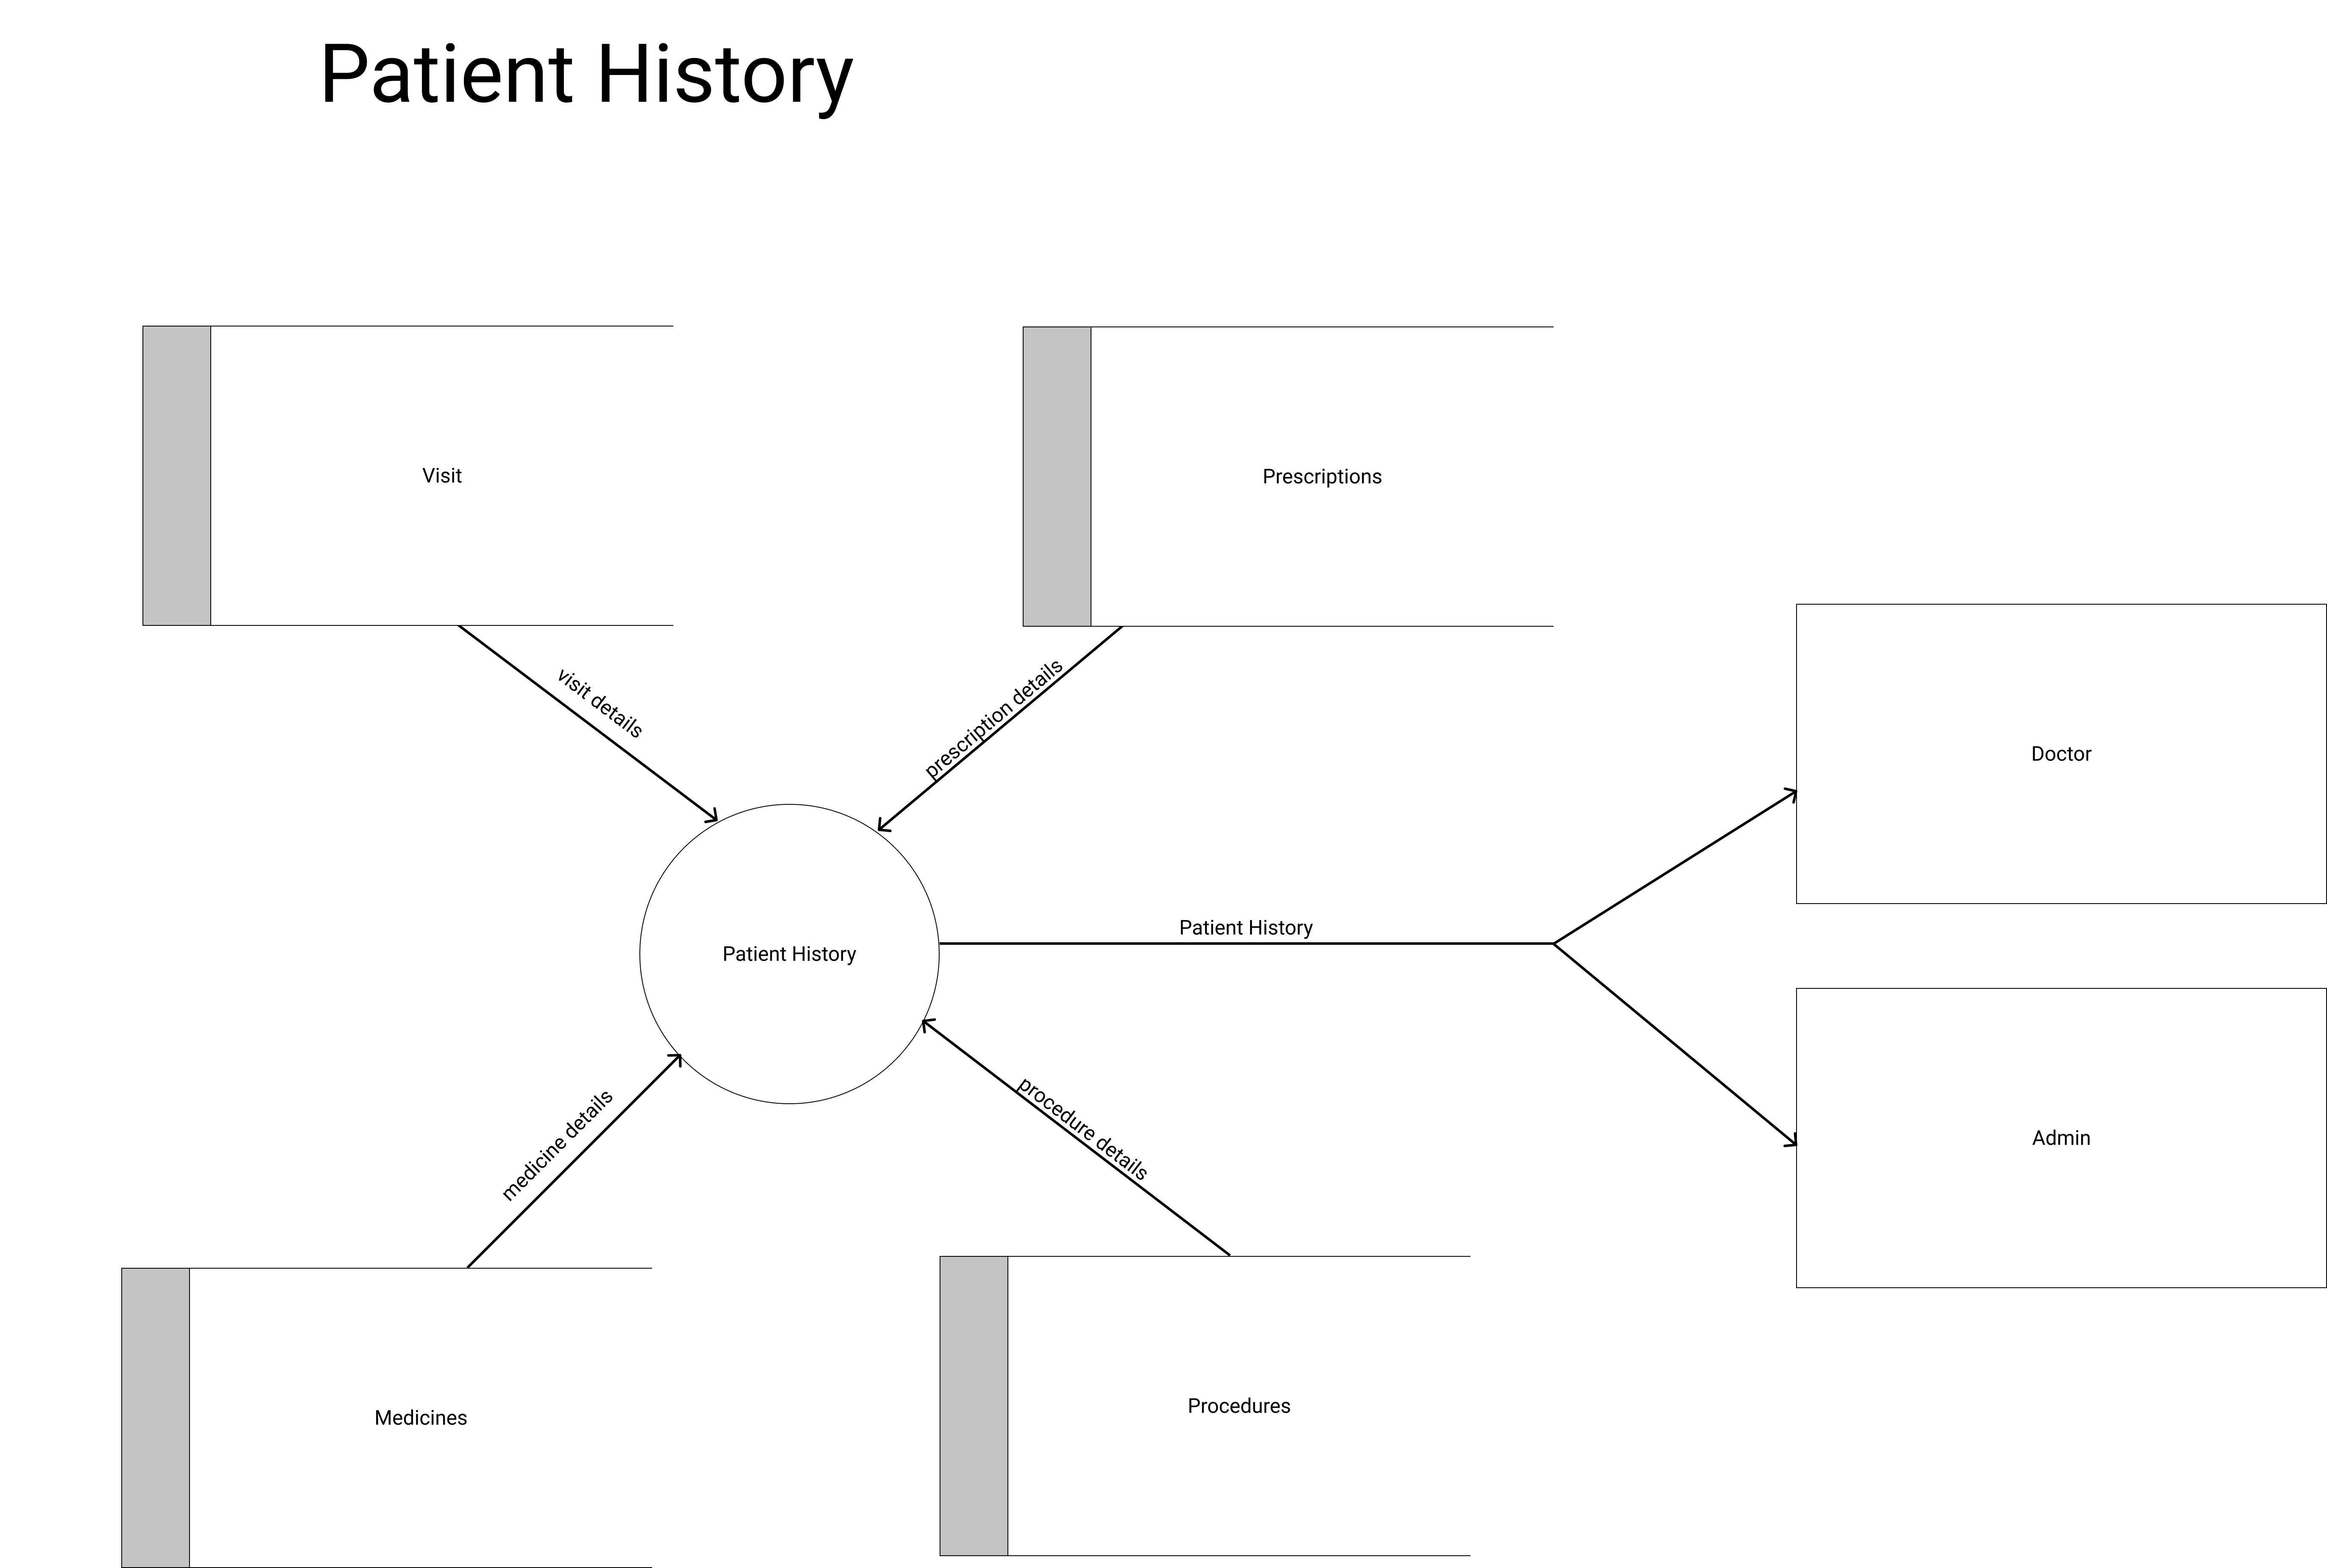 Patient History
Visit
Prescriptions
visit details
prescription details
Doctor
Patient History
Patient History
medicine details
procedure details
Admin
Medicines
Procedures